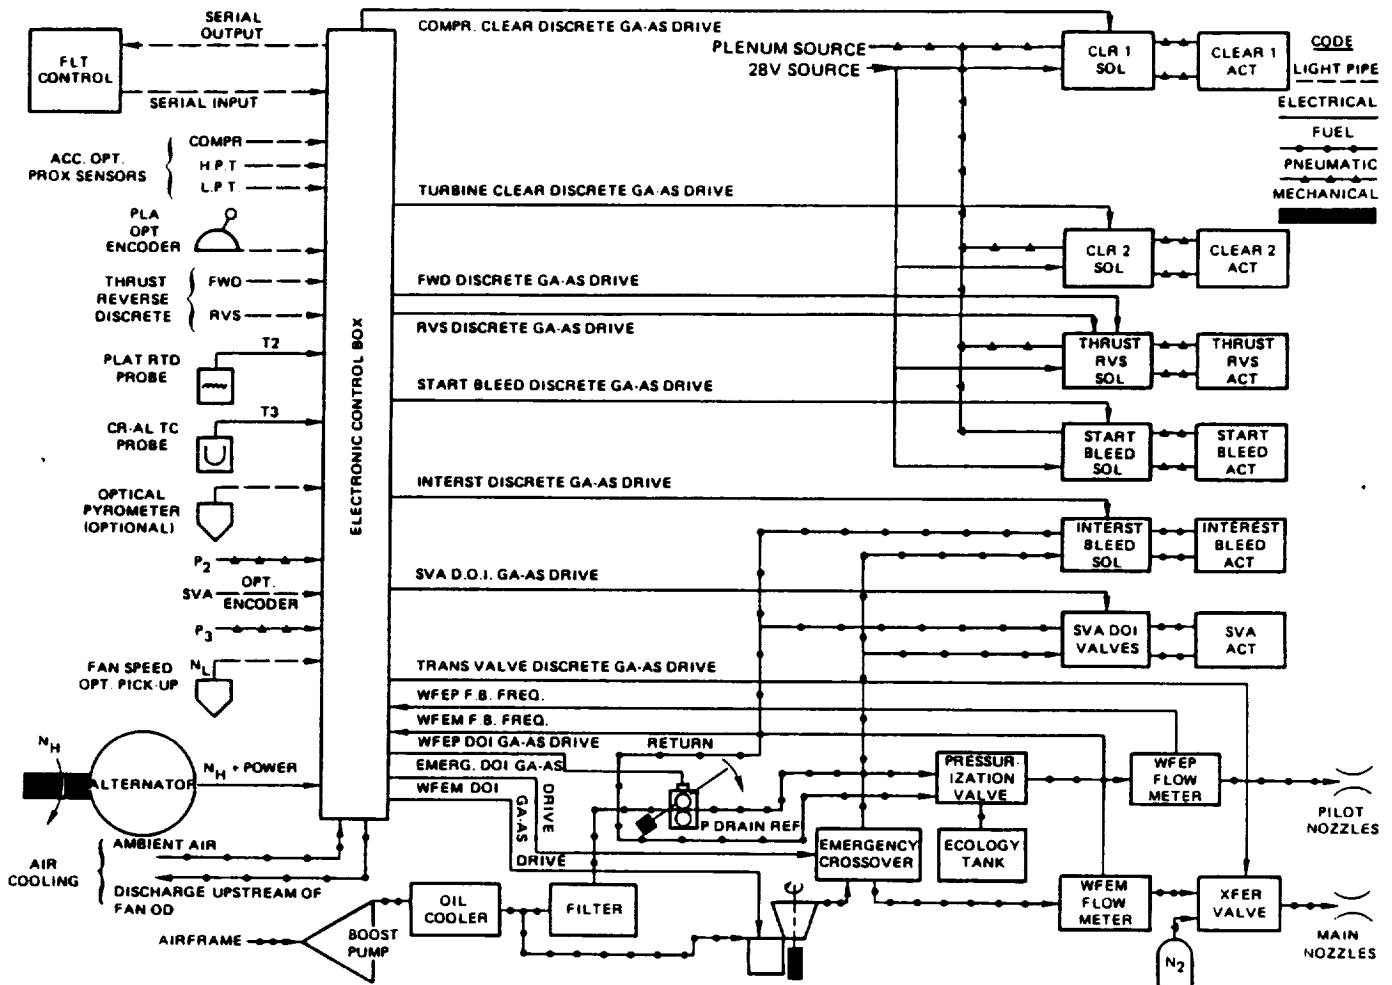 SERIAL
OUTPUT
FLT
CONTROL
SERIAL INPUT
COMPR
H.P.T
L.P.T.
ACC. OPT.
PROX SENSORS
PLA
OPT
ENCODER
THRUST
REVERSE
DISCRETE
FWD
RVS
PLAT RTD
PROBE
T2
CR-AL TC
PROBE
T3
OPTICAL
PYROMETER
(OPTIONAL)
P2
SVA
OPT.
ENCODER
P3
FAN SPEED
OPT. PICK-UP
NL
NH
ALTERNATOR
NH + POWER
AIR
COOLING
AMBIENT AIR
DISCHARGE UPSTREAM OF
FAN OD
AIRFRAME
BOOST
PUMP
OIL
COOLER
FILTER
ELECTRONIC CONTROL BOX
COMPR. CLEAR DISCRETE GA-AS DRIVE
PLENUM SOURCE
28V SOURCE
TURBINE CLEAR DISCRETE GA-AS DRIVE
FWD DISCRETE GA-AS DRIVE
RVS DISCRETE GA-AS DRIVE
START BLEED DISCRETE GA-AS DRIVE
INTERST DISCRETE GA-AS DRIVE
SVA D.O.I. GA-AS DRIVE
TRANS VALVE DISCRETE GA-AS DRIVE
WFEP F.B. FREQ.
WFEM F.B. FREQ.
WFEP DOI GA-AS DRIVE
EMERG. DOI GA-AS
DRIVE
WFEM DOI
GA-AS
DRIVE
RETURN
P DRAIN REF
CLR 1
SOL
CLEAR 1
ACT
CLR 2
SOL
CLEAR 2
ACT
THRUST
RVS
SOL
THRUST
RVS
ACT
START
BLEED
SOL
START
BLEED
ACT
INTERST
BLEED
SOL
INTEREST
BLEED
ACT
SVA DOI
VALVES
SVA
ACT
PRESSUR-
IZATION
VALVE
WFEP
FLOW
METER
PILOT
NOZZLES
EMERGENCY
CROSSOVER
ECOLOGY
TANK
WFEM
FLOW
METER
XFER
VALVE
MAIN
NOZZLES
N2
CODE
LIGHT PIPE
ELECTRICAL
FUEL
PNEUMATIC
MECHANICAL